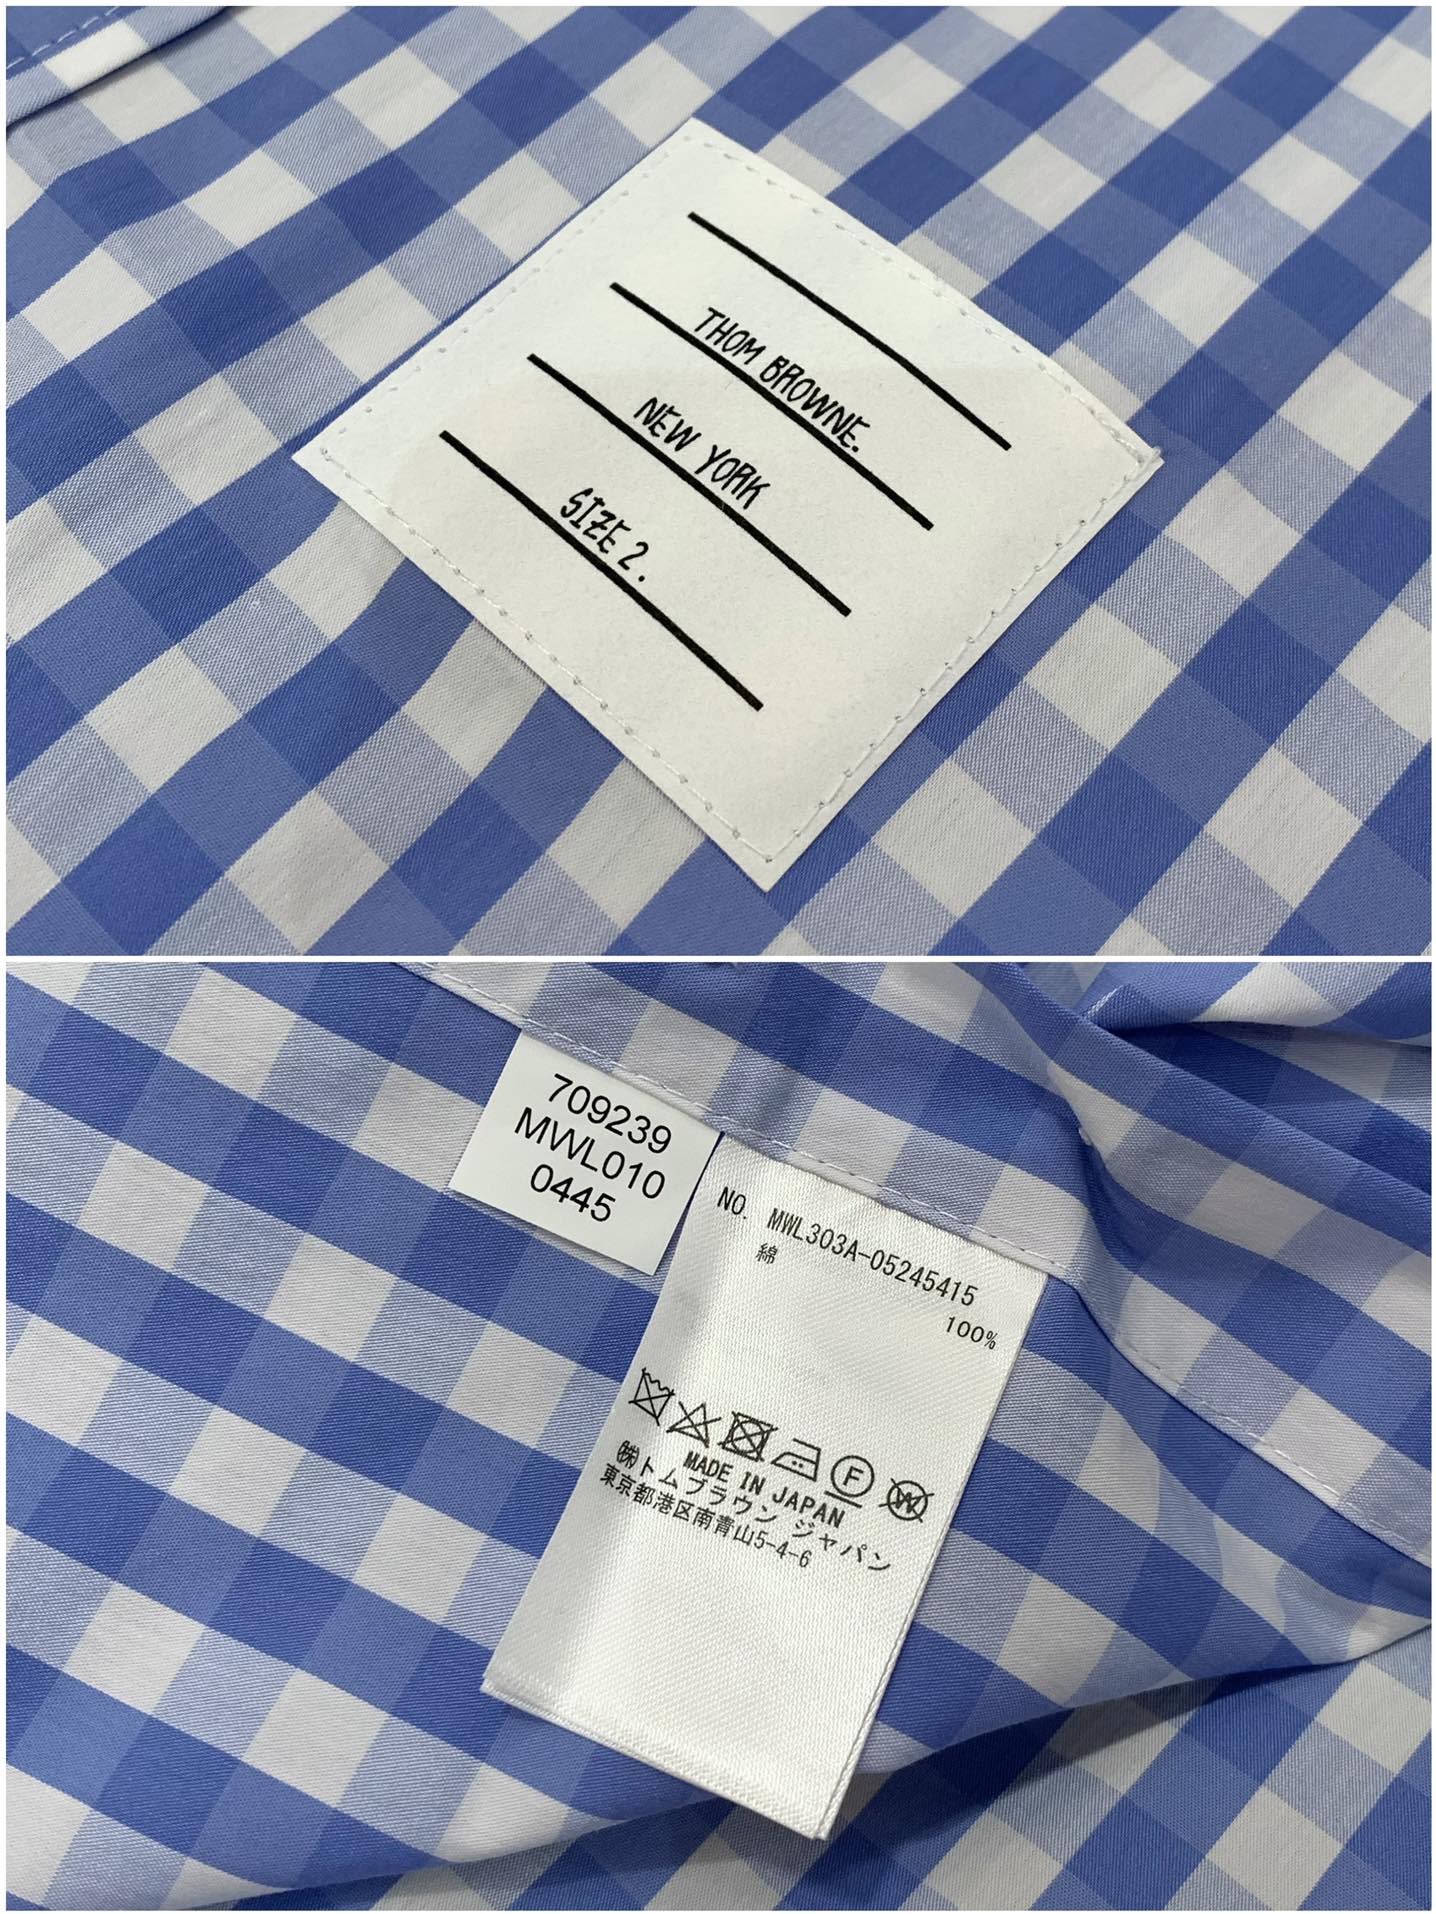 THOM BROWNE.
NEW YORK
SIZE 2.
709239
MWL010
0445
NO. MWL303A-05245415
綿 100%
F W
MADE IN JAPAN
㈱トム ブラウン ジャパン
東京都港区南青山5-4-6